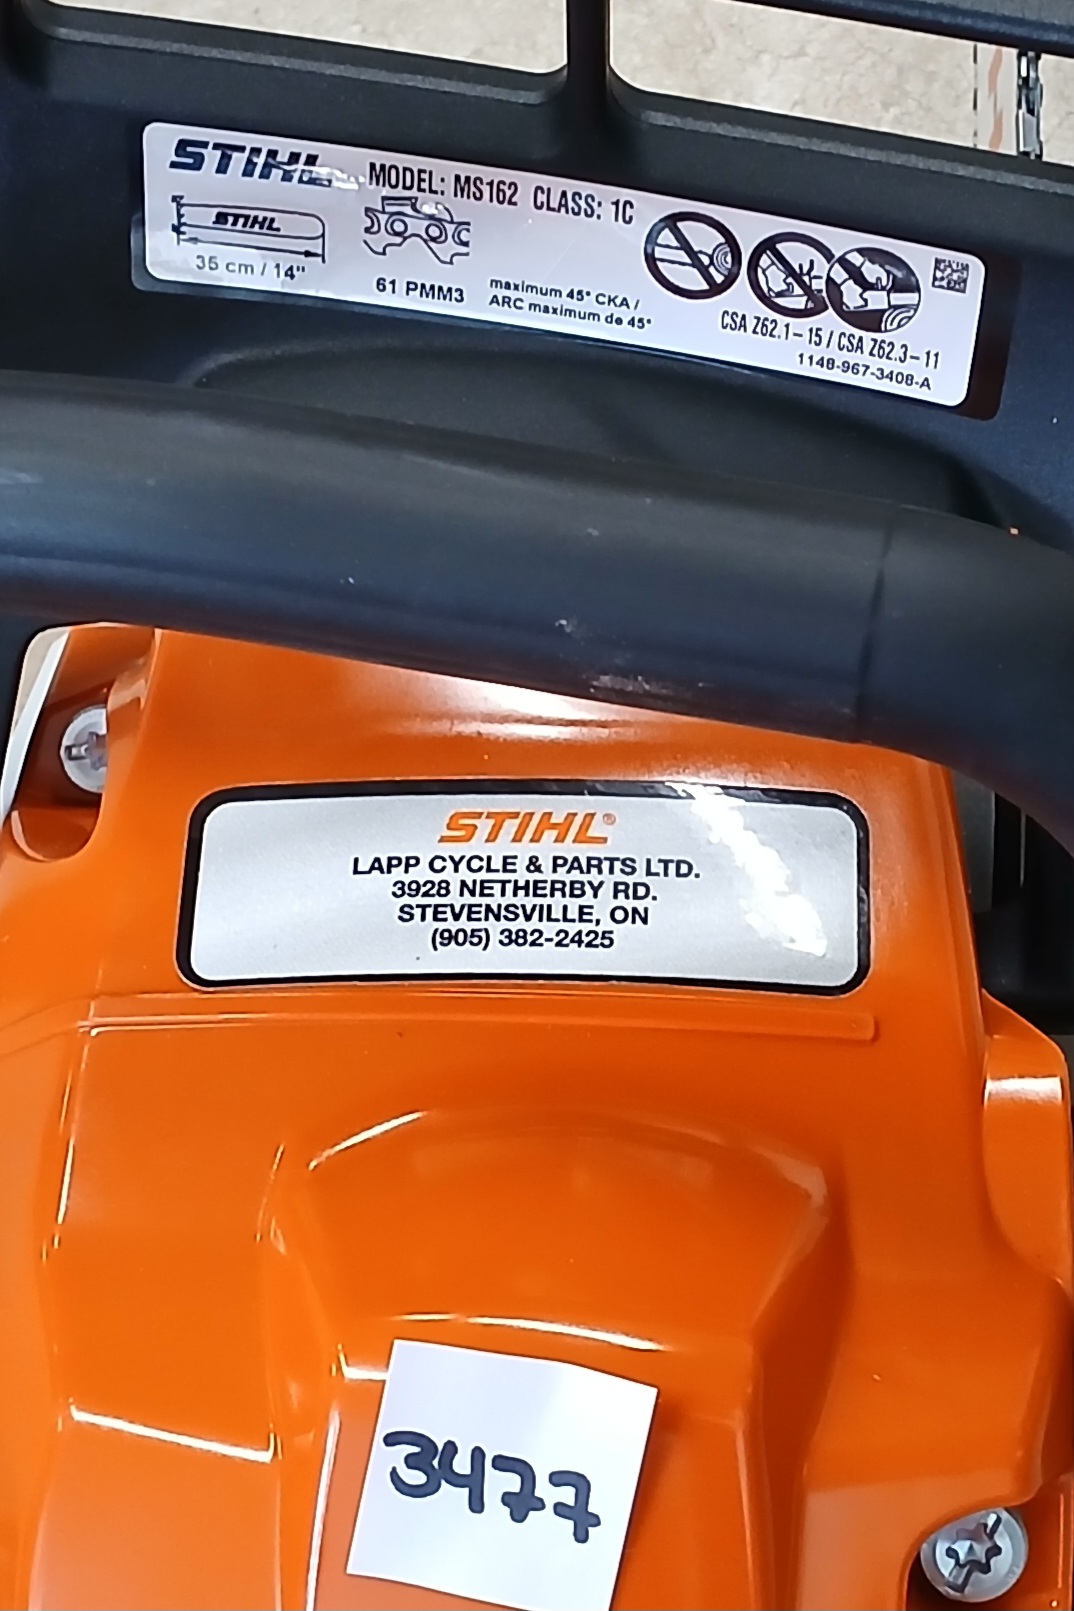 STIHL MODEL: MS162 CLASS: 1C
STIHL
35 cm / 14"
61 PMM3
maximum 45° CKA /
ARC maximum de 45°
CSA Z62.1-15 / CSA Z62.3-11
1148-967-3408-A
STIHL®
LAPP CYCLE & PARTS LTD.
3928 NETHERBY RD.
STEVENSVILLE, ON
(905) 382-2425
3477